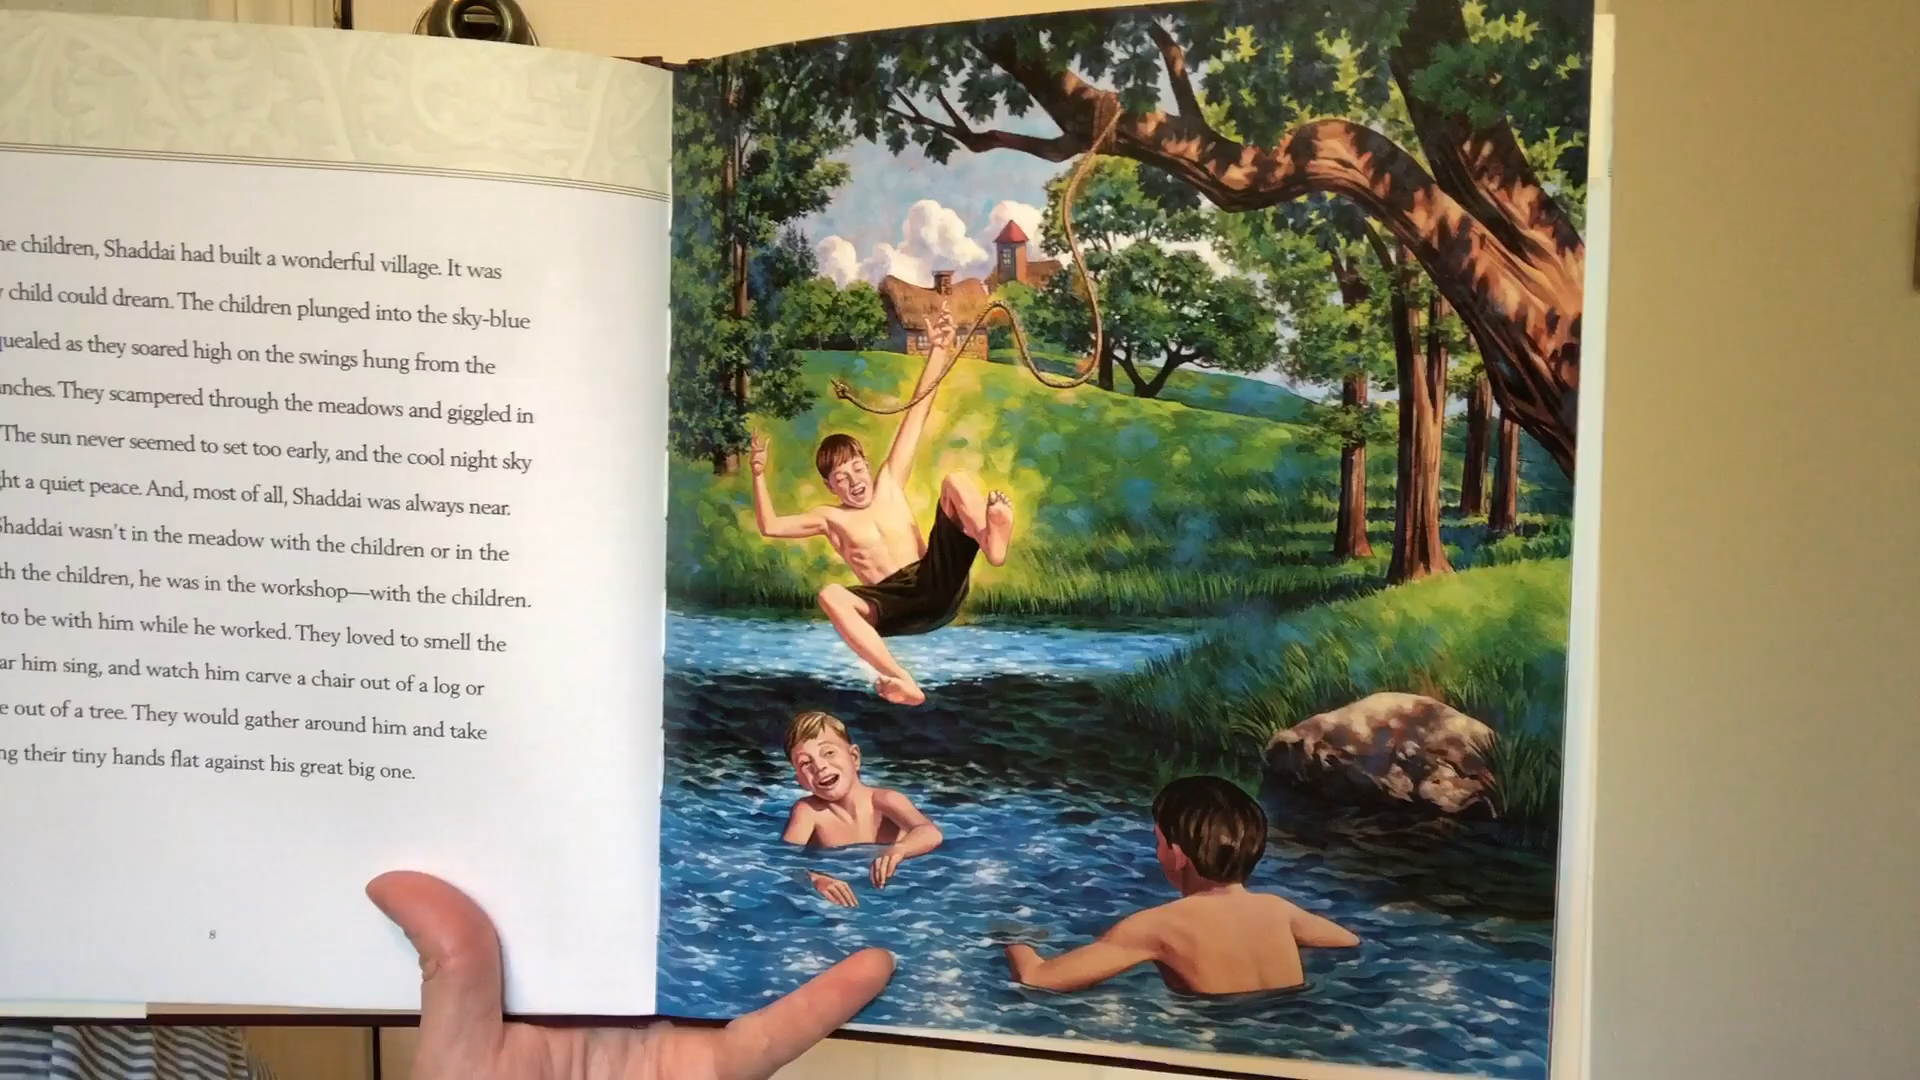 he children, Shaddai had built a wonderful village. It was
child could dream. The children plunged into the sky-blue
quealed as they soared high on the swings hung from the
nches. They scampered through the meadows and giggled in
The sun never seemed to set too early, and the cool night sky
ht a quiet peace. And, most of all, Shaddai was always near.
Shaddai wasn't in the meadow with the children or in the
th the children, he was in the workshop—with the children.
to be with him while he worked. They loved to smell the
ar him sing, and watch him carve a chair out of a log or
e out of a tree. They would gather around him and take
ng their tiny hands flat against his great big one.
8